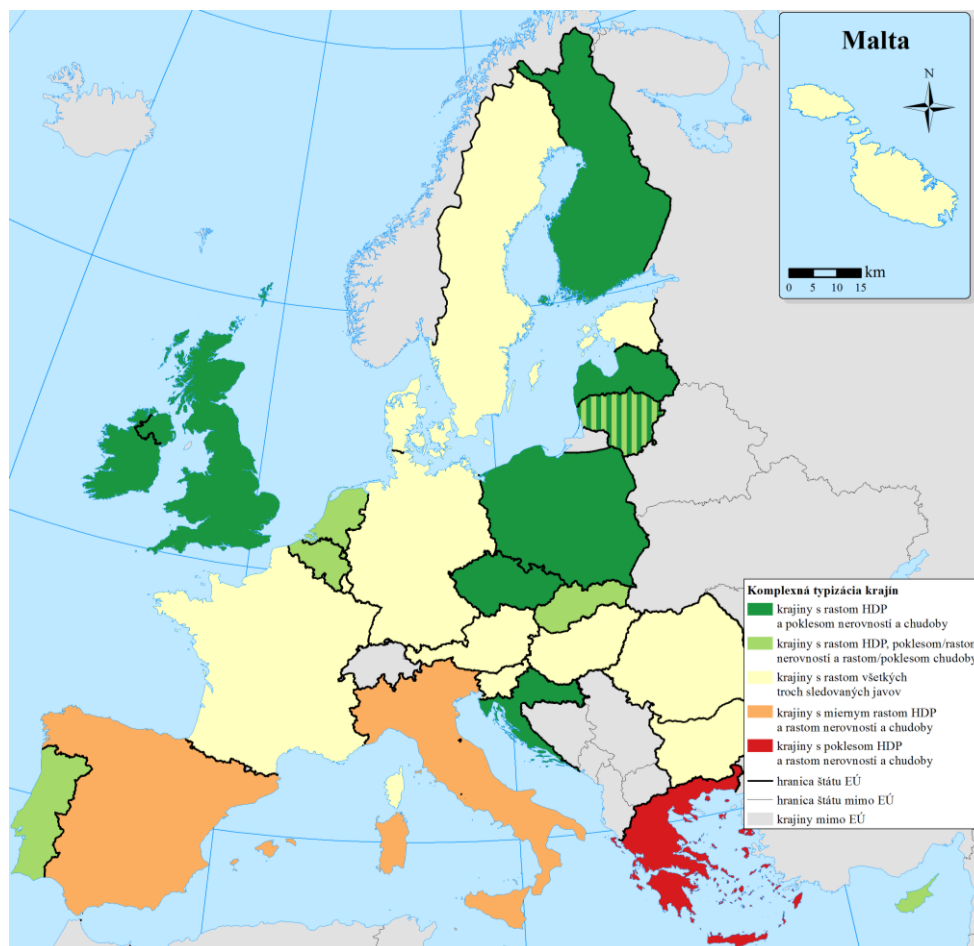 Malta
N
km
0 5 10 15
Komplexná typizácia krajín
krajiny s rastom HDP
a poklesom nerovností a chudoby
krajiny s rastom HDP, poklesom/rastom
nerovností a rastom/poklesom chudoby
krajiny s rastom všetkých
troch sledovaných javov
krajiny s miernym rastom HDP
a rastom nerovností a chudoby
krajiny s poklesom HDP
a rastom nerovností a chudoby
hranica štátu EÚ
hranica štátu mimo EÚ
krajiny mimo EÚ